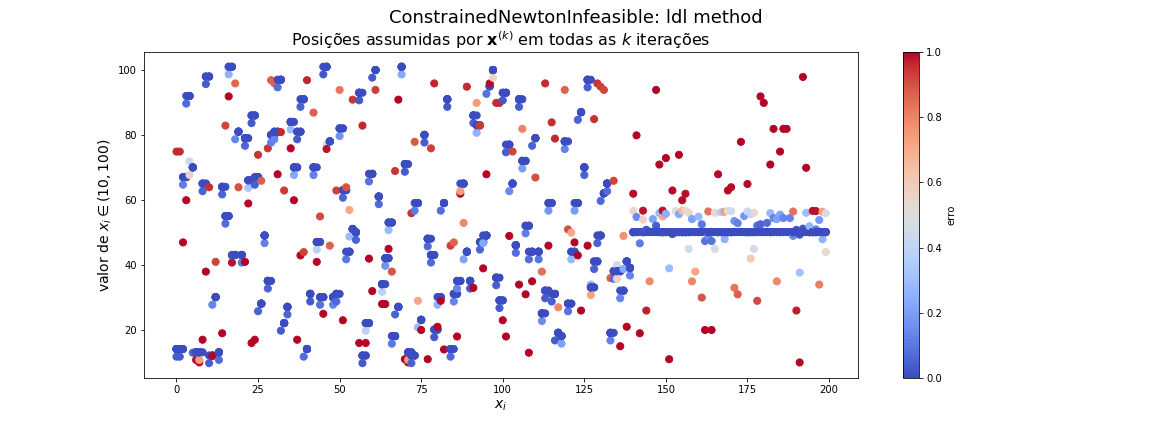 ConstrainedNewtonInfeasible: ldl method
Posições assumidas por x^(k) em todas as k iterações
valor de x_i ∈ (10, 100)
100
80
60
40
20
0 25 50 75 100 125 150 175 200
x_i
1.0
0.8
0.6
0.4
0.2
0.0
erro